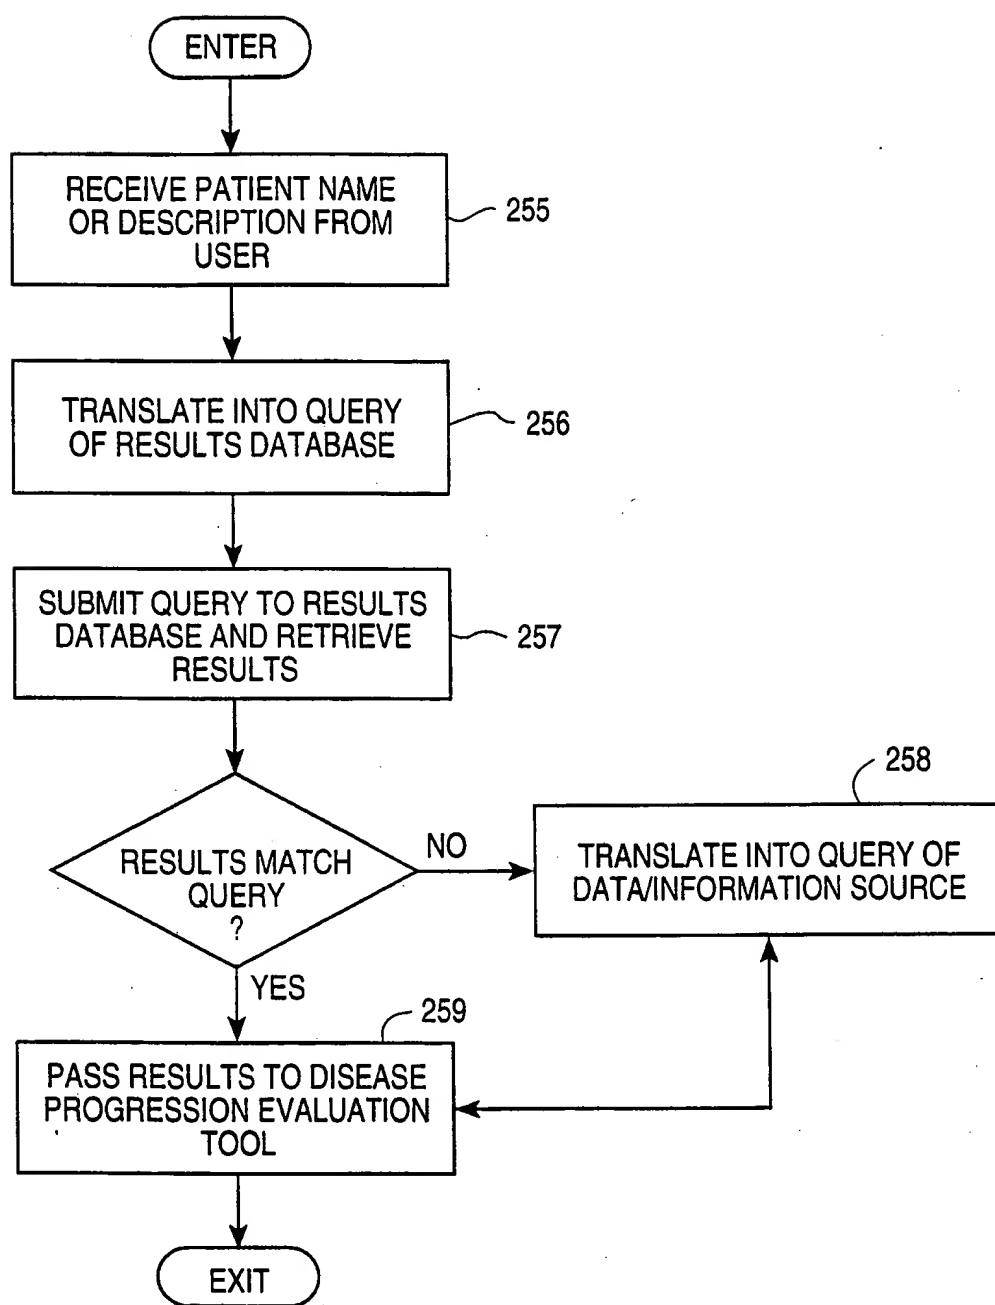 ENTER
RECEIVE PATIENT NAME
OR DESCRIPTION FROM
USER
255
TRANSLATE INTO QUERY
OF RESULTS DATABASE
256
SUBMIT QUERY TO RESULTS
DATABASE AND RETRIEVE
RESULTS
257
RESULTS MATCH
QUERY
?
NO
258
TRANSLATE INTO QUERY OF
DATA/INFORMATION SOURCE
YES
259
PASS RESULTS TO DISEASE
PROGRESSION EVALUATION
TOOL
EXIT